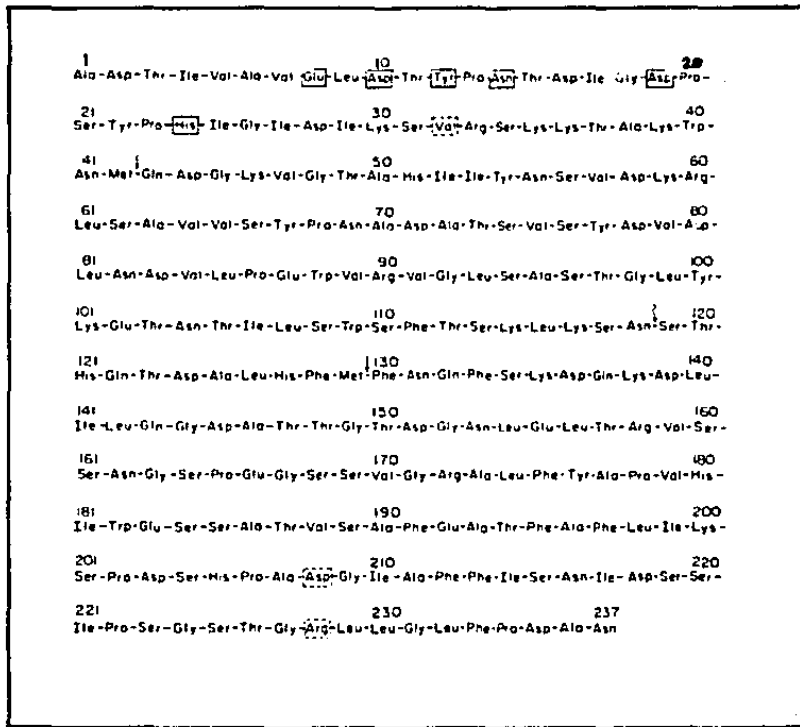 1 10 20
Ala-Asp-Thr-Ile-Val-Ala-Val-Glu-Leu-Asp-Thr-Tyr-Pro-Asn-Thr-Asp-Ile Gly-Asp-Pro-
21 30 40
Ser-Tyr-Pro-His-Ile-Gly-Ile-Asp-Ile-Lys-Ser-Val-Arg-Ser-Lys-Lys-Thr-Ala-Lys-Trp-
41 50 60
Asn-Met-Gln-Asp-Gly-Lys-Val-Gly-Thr-Ala-His-Ile-Ile-Tyr-Asn-Ser-Val-Asp-Lys-Arg-
61 70 80
Leu-Ser-Ala-Val-Val-Ser-Tyr-Pro-Asn-Ala-Asp-Ala-Thr-Ser-Val-Ser-Tyr-Asp-Val-Asp-
81 90 100
Leu-Asn-Asp-Val-Leu-Pro-Glu-Trp-Val-Arg-Val-Gly-Leu-Ser-Ala-Ser-Thr-Gly-Leu-Tyr-
101 110 120
Lys-Glu-Thr-Asn-Thr-Ile-Leu-Ser-Trp-Ser-Phe-Thr-Ser-Lys-Leu-Lys-Ser-Asn-Ser-Thr-
121 130 140
His-Gln-Thr-Asp-Ala-Leu-His-Phe-Met-Phe-Asn-Gln-Phe-Ser-Lys-Asp-Gln-Lys-Asp-Leu-
141 150 160
Ile-Leu-Gln-Gly-Asp-Ala-Thr-Thr-Gly-Thr-Asp-Gly-Asn-Leu-Glu-Leu-Thr-Arg-Val-Ser-
161 170 180
Ser-Asn-Gly-Ser-Pro-Glu-Gly-Ser-Ser-Val-Gly-Arg-Ala-Leu-Phe-Tyr-Ala-Pro-Val-His-
181 190 200
Ile-Trp-Glu-Ser-Ser-Ala-Thr-Val-Ser-Ala-Phe-Glu-Ala-Thr-Phe-Ala-Phe-Leu-Ile-Lys-
201 210 220
Ser-Pro-Asp-Ser-His-Pro-Ala-Asp-Gly-Ile-Ala-Phe-Phe-Ile-Ser-Asn-Ile-Asp-Ser-Ser-
221 230 237
Ile-Pro-Ser-Gly-Ser-Thr-Gly-Arg-Leu-Leu-Gly-Leu-Phe-Pro-Asp-Ala-Asn